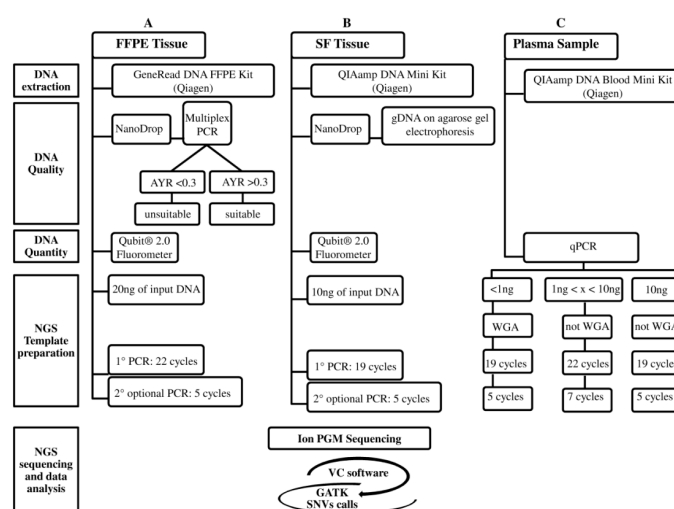 A
B
C
FFPE Tissue
SF Tissue
Plasma Sample
DNA
extraction
GeneRead DNA FFPE Kit
(Qiagen)
QIAamp DNA Mini Kit
(Qiagen)
QIAamp DNA Blood Mini Kit
(Qiagen)
DNA
Quality
NanoDrop
Multiplex
PCR
AYR <0.3
AYR >0.3
unsuitable
suitable
NanoDrop
gDNA on agarose gel
electrophoresis
DNA
Quantity
Qubit® 2.0
Fluorometer
Qubit® 2.0
Fluorometer
qPCR
NGS
Template
preparation
20ng of input DNA
10ng of input DNA
<1ng
1ng < x < 10ng
10ng
WGA
not WGA
not WGA
1° PCR: 22 cycles
1° PCR: 19 cycles
19 cycles
22 cycles
19 cycles
2° optional PCR: 5 cycles
2° optional PCR: 5 cycles
5 cycles
7 cycles
5 cycles
NGS
sequencing
and data
analysis
Ion PGM Sequencing
VC software
GATK
SNVs calls